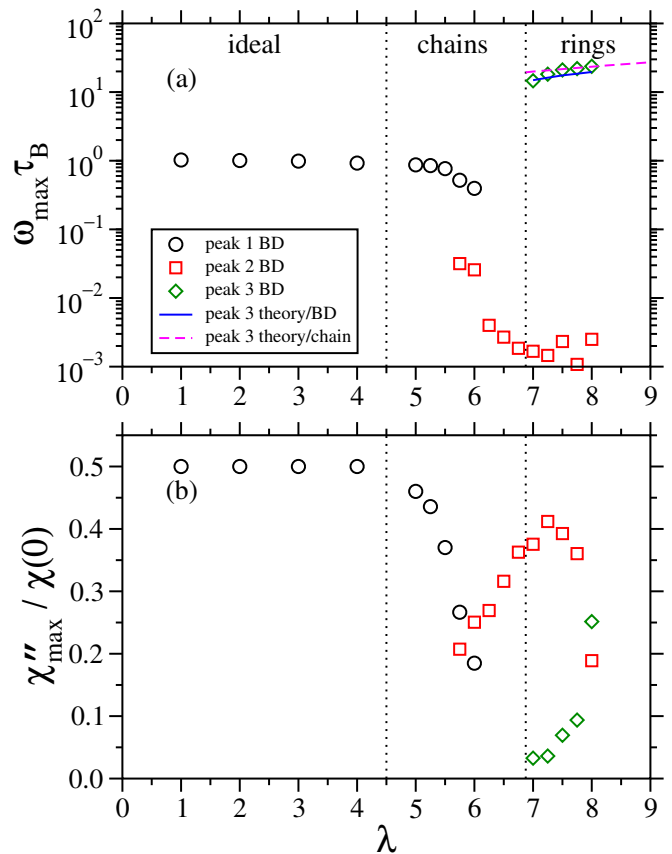 ideal chains rings
(a)
10^2
10^1
10^0
10^-1
10^-2
10^-3
ω_max τ_B
peak 1 BD
peak 2 BD
peak 3 BD
peak 3 theory/BD
peak 3 theory/chain
0 1 2 3 4 5 6 7 8 9
(b)
0.5
0.4
0.3
0.2
0.1
0.0
χ''_max / χ(0)
0 1 2 3 4 5 6 7 8 9
λ